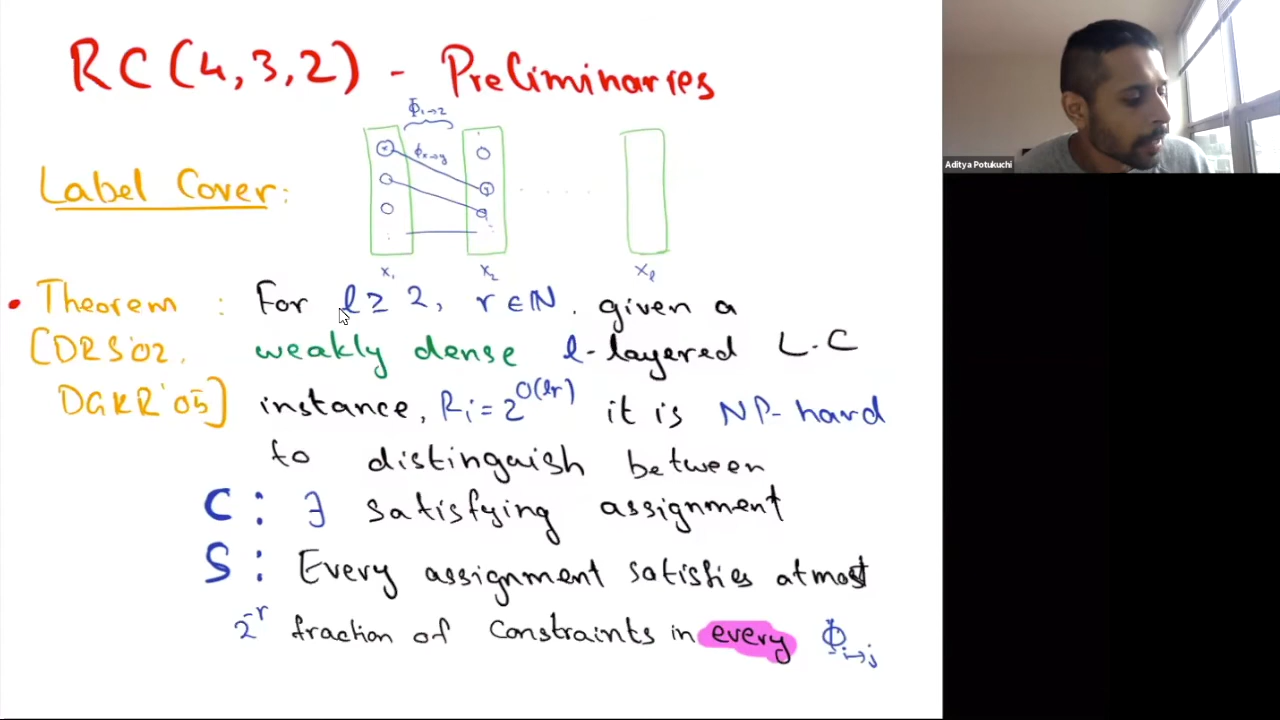 RC(4,3,2) - Preliminaries
Φ₁→₂
ϕx→y
Aditya Potukuchi
Label Cover:
X₁ X₂ Xℓ
• Theorem : For ℓ ≥ 2, r ∈ ℕ. given a
[DRS'02, weakly dense ℓ-layered L.C
DGKR'05] instance, Rᵢ = 2^O(ℓr) it is NP-hard
to distinguish between
C : ∃ satisfying assignment
S : Every assignment satisfies atmost
2^-r fraction of constraints in every Φᵢ→ⱼ